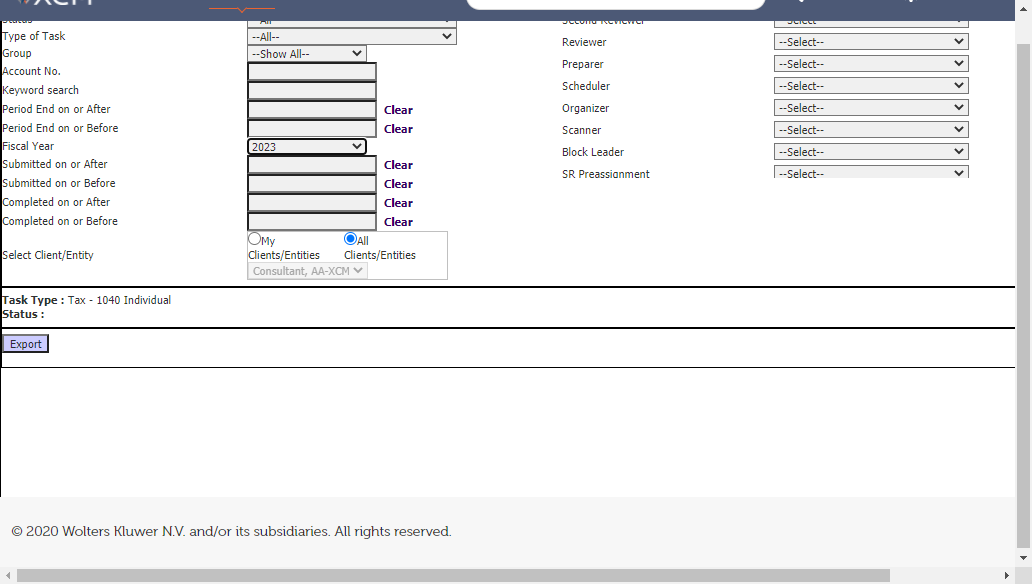 Type of Task --All--
Group --Show All--
Account No.
Keyword search
Period End on or After Clear
Period End on or Before Clear
Fiscal Year 2023
Submitted on or After Clear
Submitted on or Before Clear
Completed on or After Clear
Completed on or Before Clear
Select Client/Entity
My Clients/Entities
All Clients/Entities
Consultant, AA-XCM
Second Reviewer --Select--
Reviewer --Select--
Preparer --Select--
Scheduler --Select--
Organizer --Select--
Scanner --Select--
Block Leader --Select--
SR Preassignment --Select--
Task Type : Tax - 1040 Individual
Status :
Export
© 2020 Wolters Kluwer N.V. and/or its subsidiaries. All rights reserved.